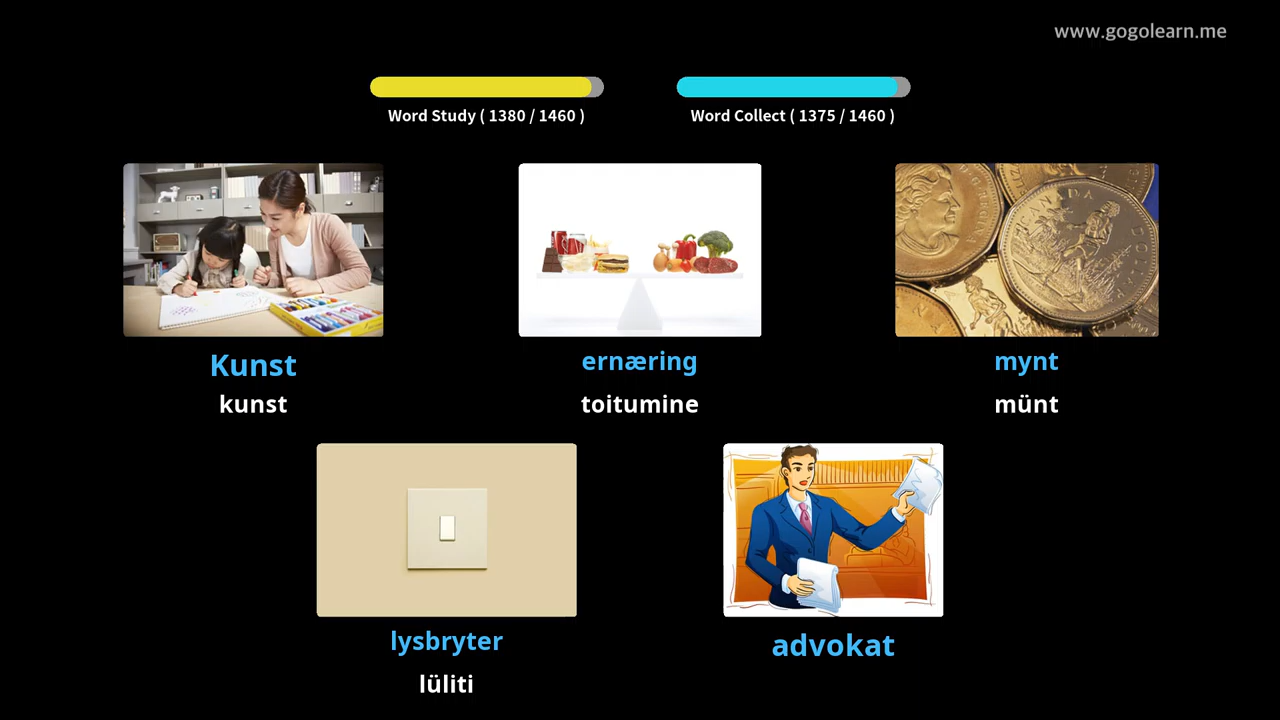 www.gogolearn.me
Word Study ( 1380 / 1460 )
Word Collect ( 1375 / 1460 )
Kunst
kunst
ernæring
toitumine
mynt
münt
lysbryter
lüliti
advokat